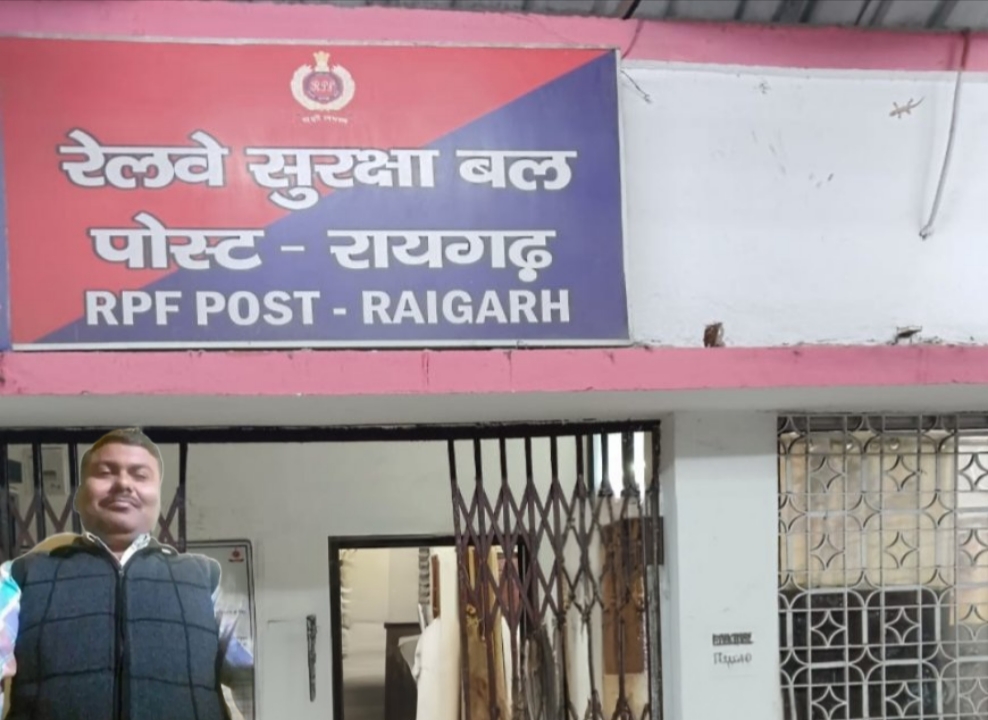 रेलवे सुरक्षा बल
पोस्ट - रायगढ़
RPF POST - RAIGARH